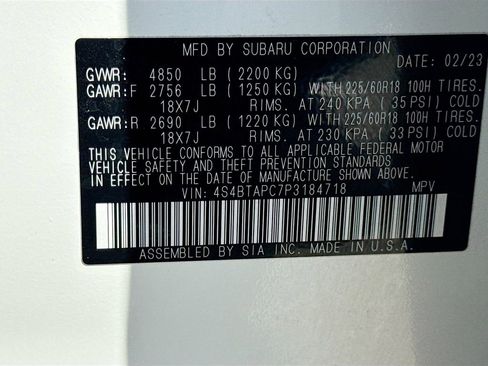 MFD BY SUBARU CORPORATION
DATE: 02/23
GVWR: 4850 LB (2200 KG)
GAWR:F 2756 LB (1250 KG) WITH 225/60R18 100H TIRES.
18X7J RIMS. AT 240 KPA (35 PSI) COLD
GAWR:R 2690 LB (1220 KG) WITH 225/60R18 100H TIRES.
18X7J RIMS. AT 230 KPA (33 PSI) COLD
THIS VEHICLE CONFORMS TO ALL APPLICABLE FEDERAL MOTOR
VEHICLE SAFETY AND THEFT PREVENTION STANDARDS
IN EFFECT ON THE DATE OF MANUFACTURE SHOWN ABOVE.
VIN: 4S4BTAPC7P3184718 MPV
ASSEMBLED BY SIA INC. MADE IN U.S.A.